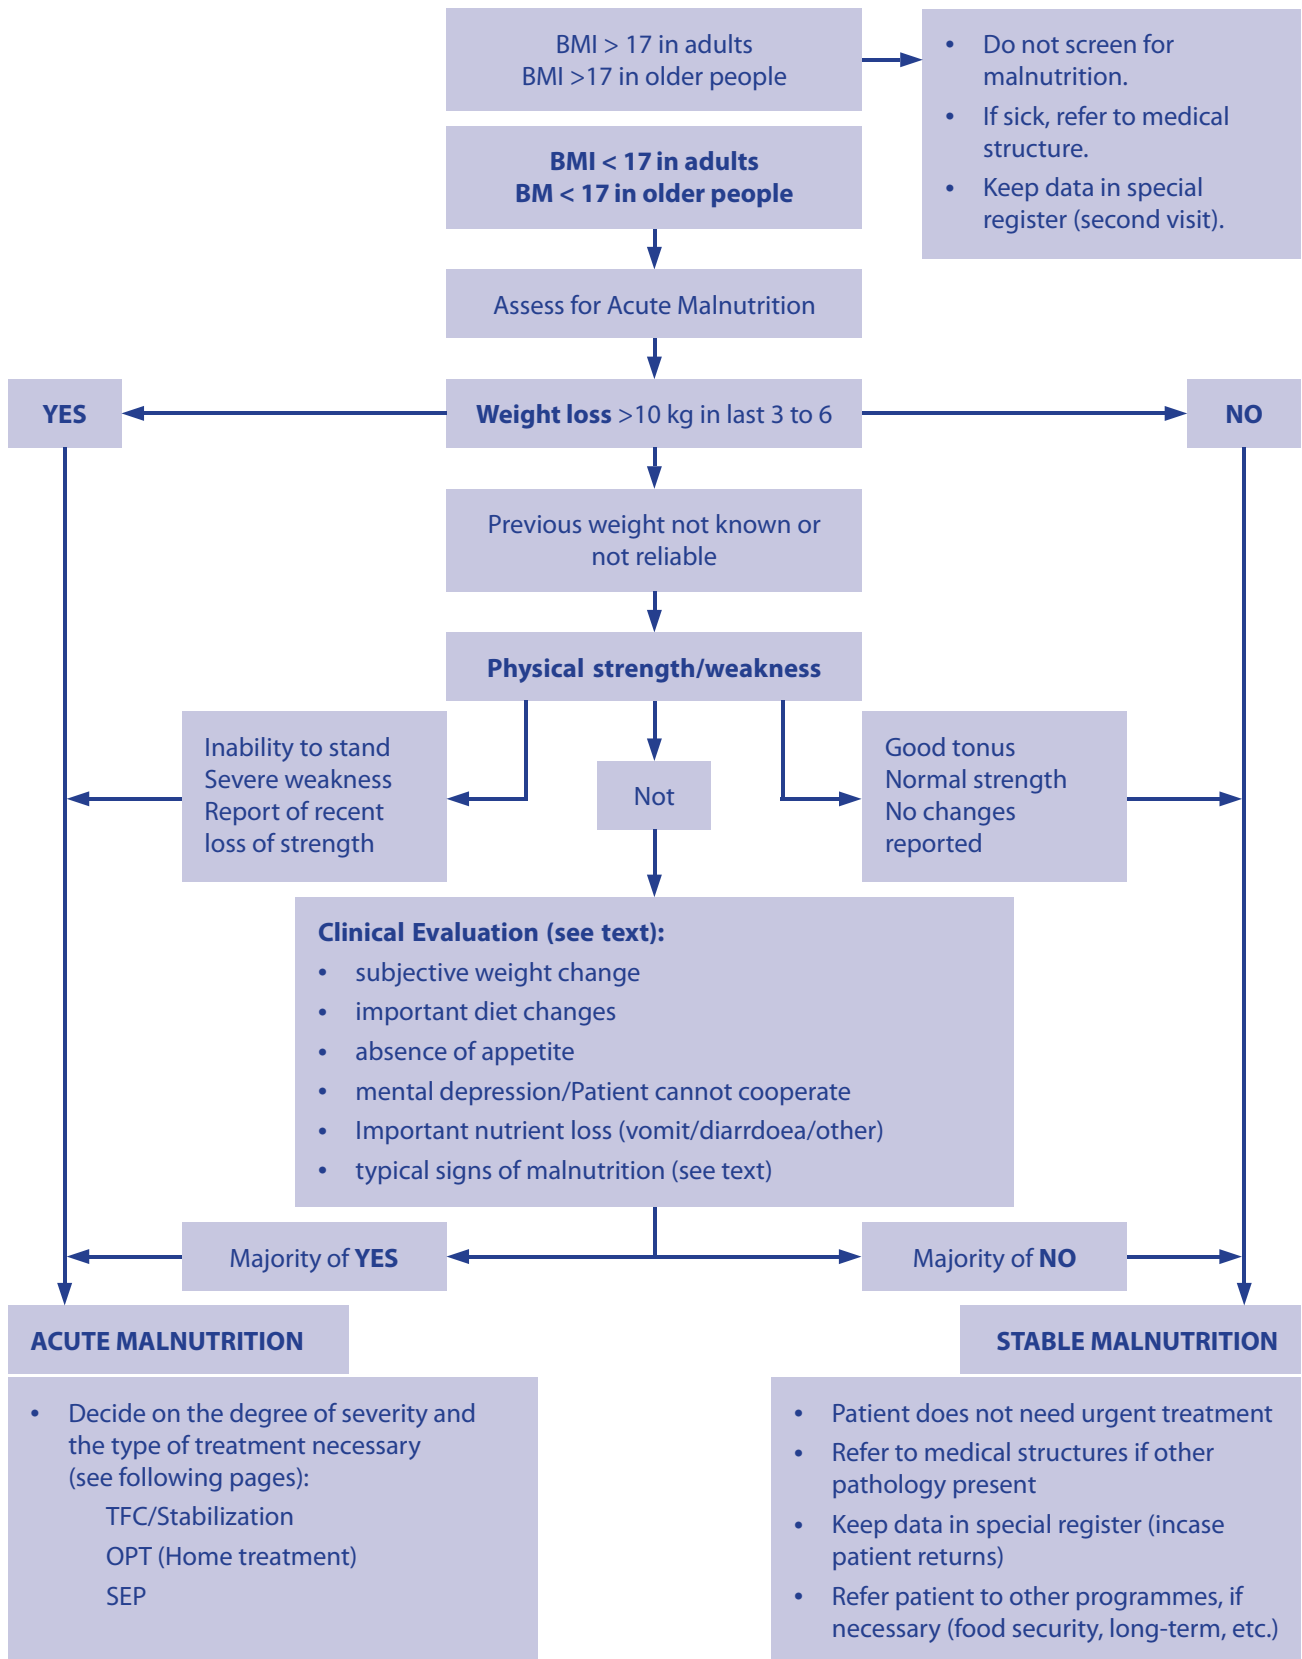 BMI > 17 in adults
BMI >17 in older people
• Do not screen for
malnutrition.
• If sick, refer to medical
structure.
• Keep data in special
register (second visit).
BMI < 17 in adults
BM < 17 in older people
Assess for Acute Malnutrition
YES
Weight loss >10 kg in last 3 to 6
NO
Previous weight not known or
not reliable
Physical strength/weakness
Inability to stand
Severe weakness
Report of recent
loss of strength
Not
Good tonus
Normal strength
No changes
reported
Clinical Evaluation (see text):
• subjective weight change
• important diet changes
• absence of appetite
• mental depression/Patient cannot cooperate
• Important nutrient loss (vomit/diarrdoea/other)
• typical signs of malnutrition (see text)
Majority of YES
Majority of NO
ACUTE MALNUTRITION
• Decide on the degree of severity and
the type of treatment necessary
(see following pages):
TFC/Stabilization
OPT (Home treatment)
SEP
STABLE MALNUTRITION
• Patient does not need urgent treatment
• Refer to medical structures if other
pathology present
• Keep data in special register (incase
patient returns)
• Refer patient to other programmes, if
necessary (food security, long-term, etc.)